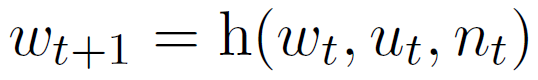 w_{t+1} = h(w_t, u_t, n_t)